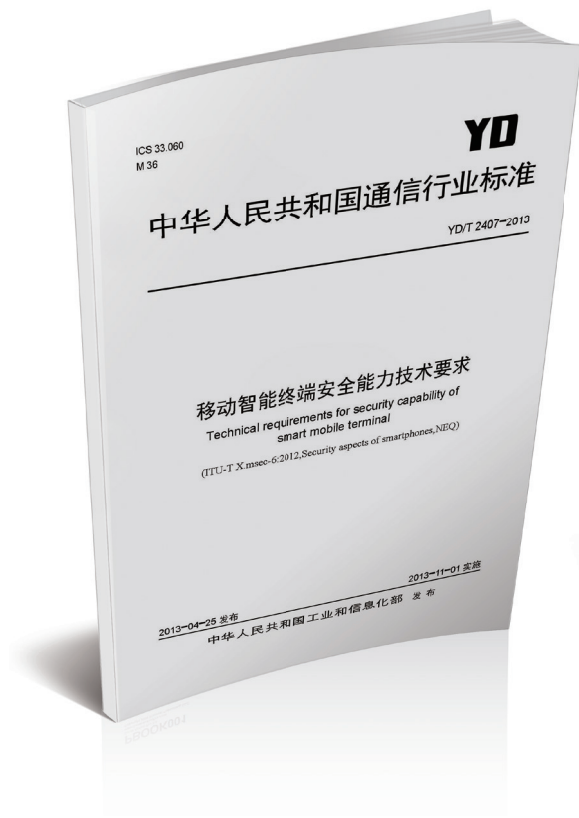 ICS 33.060
M 36
YD
中华人民共和国通信行业标准
YD/T 2407-2013
移动智能终端安全能力技术要求
Technical requirements for security capability of
smart mobile terminal
(ITU-T X.msec-6:2012,Security aspects of smartphones,NEQ)
2013-04-25 发布
2013-11-01 实施
中华人民共和国工业和信息化部 发布